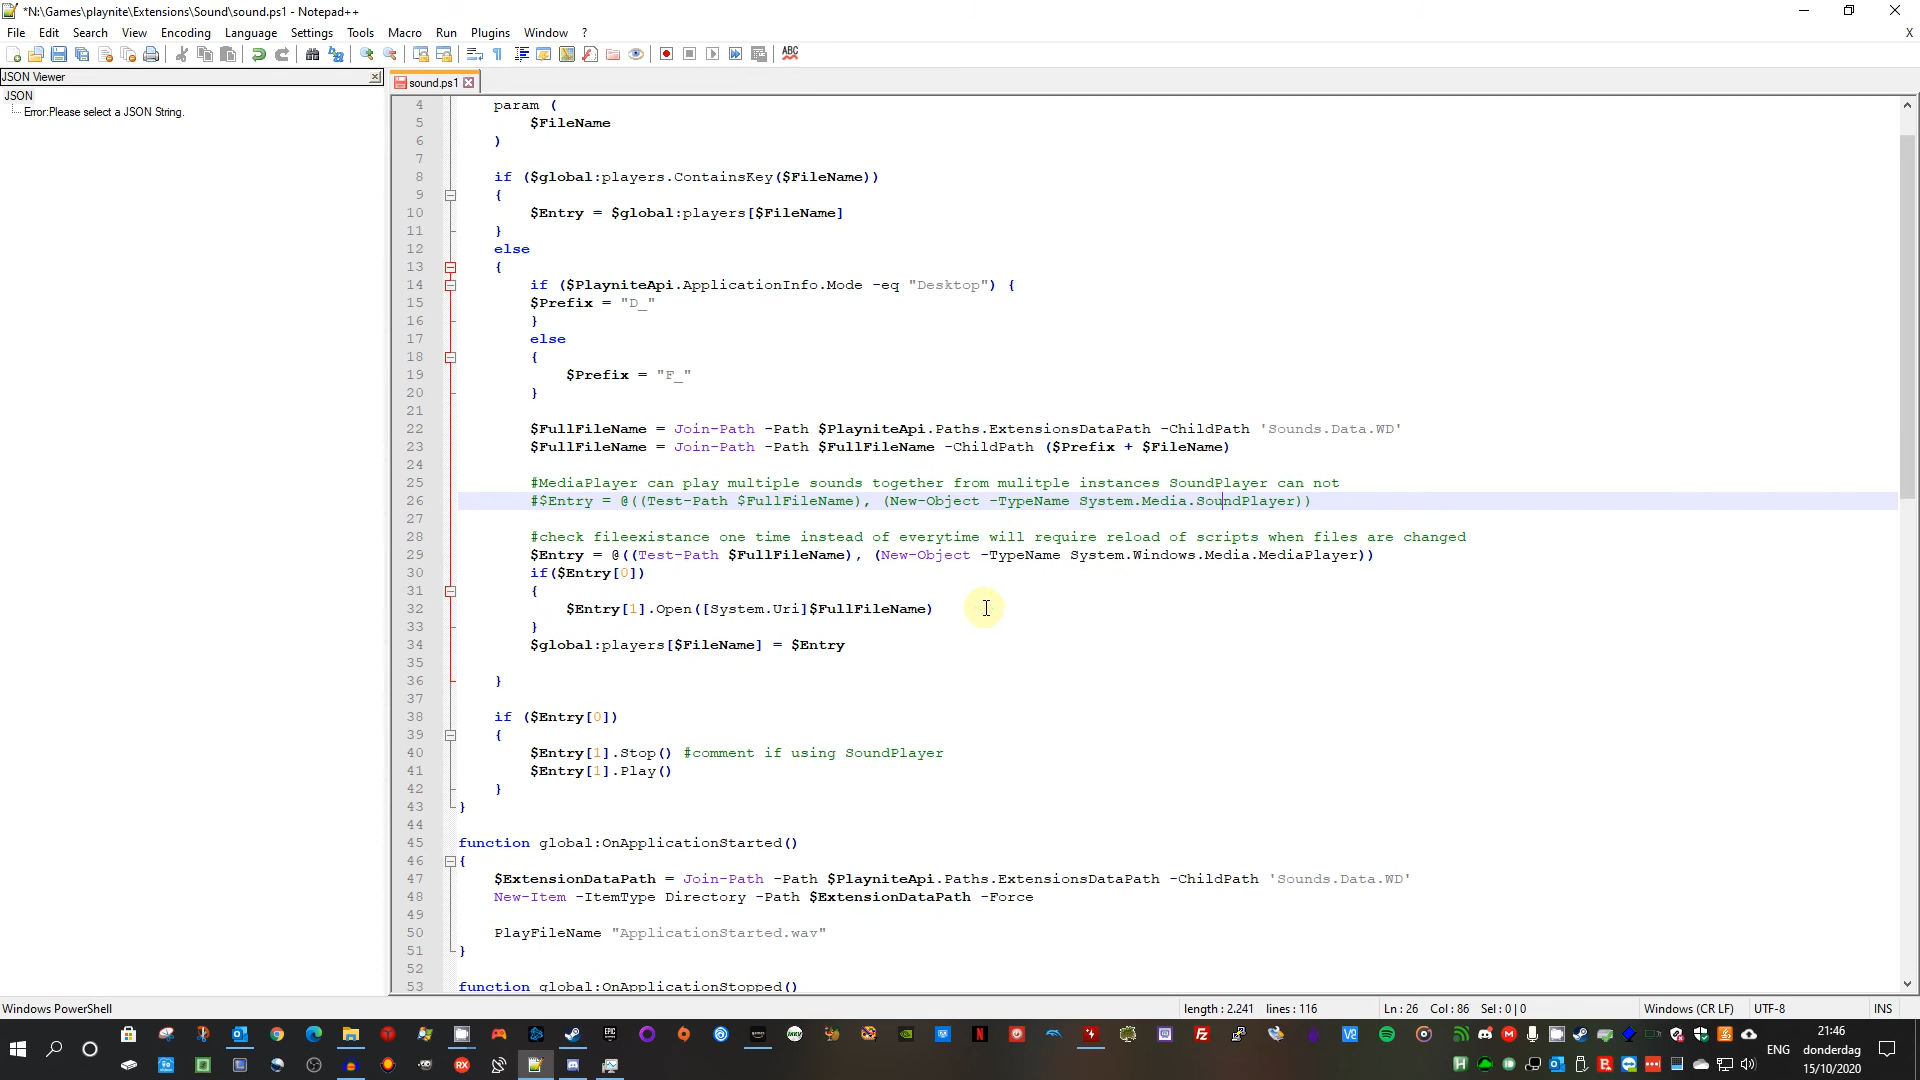 *N:\Games\playnite\Extensions\Sound\sound.ps1 - Notepad++
File Edit Search View Encoding Language Settings Tools Macro Run Plugins Window ? X
JSON Viewer
sound.ps1
JSON
Error:Please select a JSON String.
4 param (
5 $FileName
6 )
7
8 if ($global:players.ContainsKey($FileName))
9 {
10 $Entry = $global:players[$FileName]
11 }
12 else
13 {
14 if ($PlayniteApi.ApplicationInfo.Mode -eq "Desktop") {
15 $Prefix = "D_"
16 }
17 else
18 {
19 $Prefix = "F_"
20 }
21
22 $FullFileName = Join-Path -Path $PlayniteApi.Paths.ExtensionsDataPath -ChildPath 'Sounds.Data.WD'
23 $FullFileName = Join-Path -Path $FullFileName -ChildPath ($Prefix + $FileName)
24
25 #MediaPlayer can play multiple sounds together from mulitple instances SoundPlayer can not
26 #$Entry = @((Test-Path $FullFileName), (New-Object -TypeName System.Media.SoundPlayer))
27
28 #check fileexistance one time instead of everytime will require reload of scripts when files are changed
29 $Entry = @((Test-Path $FullFileName), (New-Object -TypeName System.Windows.Media.MediaPlayer))
30 if($Entry[0])
31 {
32 $Entry[1].Open([System.Uri]$FullFileName)
33 }
34 $global:players[$FileName] = $Entry
35
36 }
37
38 if ($Entry[0])
39 {
40 $Entry[1].Stop() #comment if using SoundPlayer
41 $Entry[1].Play()
42 }
43 }
44
45 function global:OnApplicationStarted()
46 {
47 $ExtensionDataPath = Join-Path -Path $PlayniteApi.Paths.ExtensionsDataPath -ChildPath 'Sounds.Data.WD'
48 New-Item -ItemType Directory -Path $ExtensionDataPath -Force
49
50 PlayFileName "ApplicationStarted.wav"
51 }
52
53 function global:OnApplicationStopped()
Windows PowerShell length : 2.241 lines : 116 Ln : 26 Col : 86 Sel : 0 | 0 Windows (CR LF) UTF-8 INS
21:46
ENG donderdag
15/10/2020